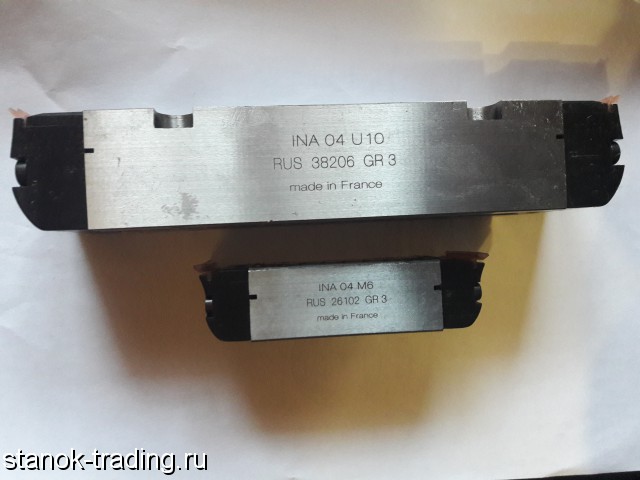 INA 04 U10
RUS 38206 GR 3
made in France
INA 04 M6
RUS 26102 GR 3
made in France
stanok-trading.ru